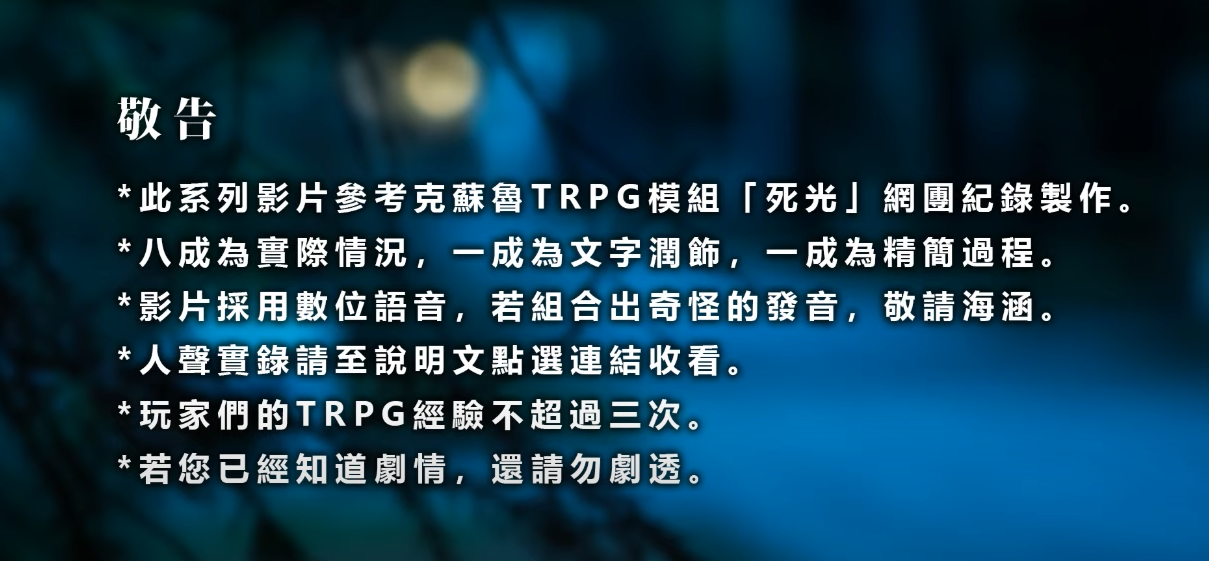 敬告
*此系列影片參考克蘇魯TRPG模組「死光」網團紀錄製作。
*八成為實際情況，一成為文字潤飾，一成為精簡過程。
*影片採用數位語音，若組合出奇怪的發音，敬請海涵。
*人聲實錄請至說明文點選連結收看。
*玩家們的TRPG經驗不超過三次。
*若您已經知道劇情，還請勿劇透。